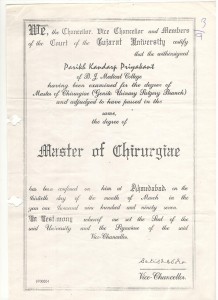 We, the Chancellor, Vice Chancellor and Members
of the Court of the Gujarat University certify
that the withinsigned
Parikh Kandarp Priyakant
of B. J. Medical College
having been examined for the degree of
Master of Chirurgiae (Genito Urinary Surgery Branch)
and adjudged to have passed in the
same,
the degree of
Master of Chirurgiae
has been conferred on him at Ahmedabad in the
thirtieth day of the month of March in the
year one thousand nine hundred and ninety seven.
In Testimony whereof are set the Seal of the
said University and the Signature of the said
Vice-Chancellor.
Vice-Chancellor